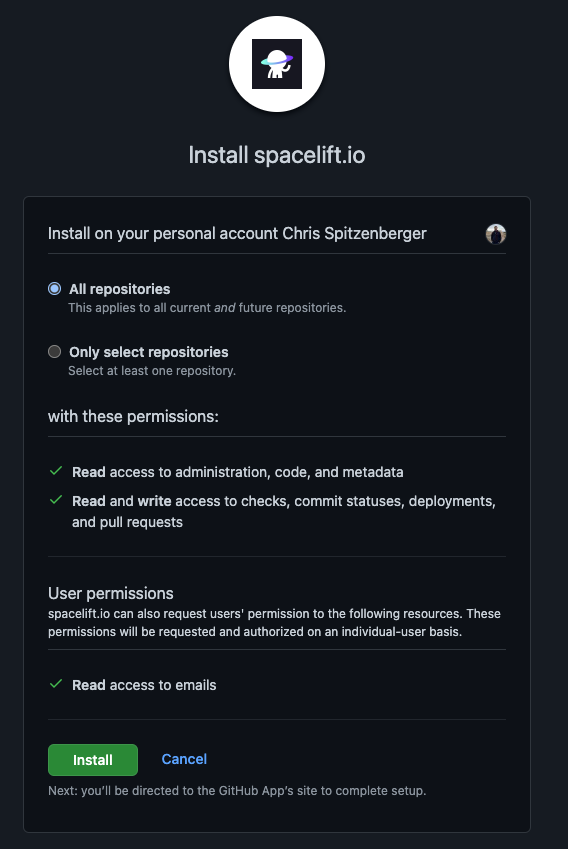 Install spacelift.io
Install on your personal account Chris Spitzenberger
All repositories
This applies to all current and future repositories.
Only select repositories
Select at least one repository.
with these permissions:
Read access to administration, code, and metadata
Read and write access to checks, commit statuses, deployments,
and pull requests
User permissions
spacelift.io can also request users' permission to the following resources. These
permissions will be requested and authorized on an individual-user basis.
Read access to emails
Install Cancel
Next: you’ll be directed to the GitHub App’s site to complete setup.